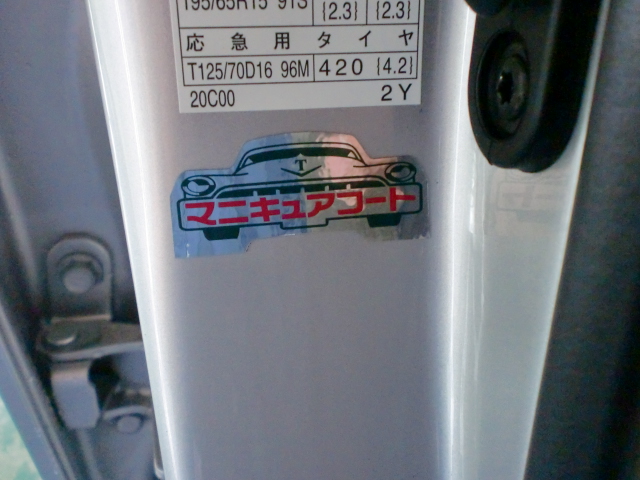 195/65R15 91S {2.3} {2.3}
応急用タイヤ
T125/70D16 96M 420 {4.2}
20C00 2Y
T
マニキュアコート